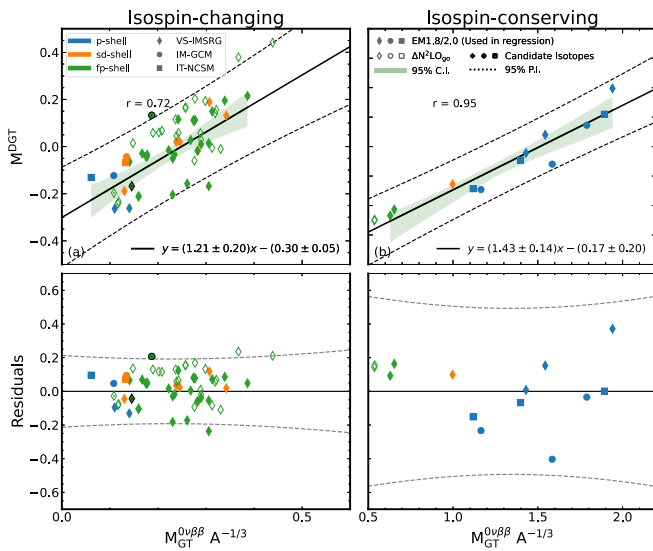 Isospin-changing
Isospin-conserving
0.4
0.2
0.0
−0.2
−0.4
M^DGT
p-shell
sd-shell
fp-shell
VS-IMSRG
IM-GCM
IT-NCSM
r = 0.72
(a)
y = (1.21 ± 0.20)x − (0.30 ± 0.05)
EM1.8/2.0 (Used in regression)
ΔN²LO_GO
Candidate Isotopes
95% C.I.
95% P.I.
r = 0.95
(b)
y = (1.43 ± 0.14)x − (0.17 ± 0.20)
Residuals
0.6
0.4
0.2
0.0
−0.2
−0.4
−0.6
0.0
0.5
0.5
1.0
1.5
2.0
M_GT^0νββ A^−1/3
M_GT^0νββ A^−1/3